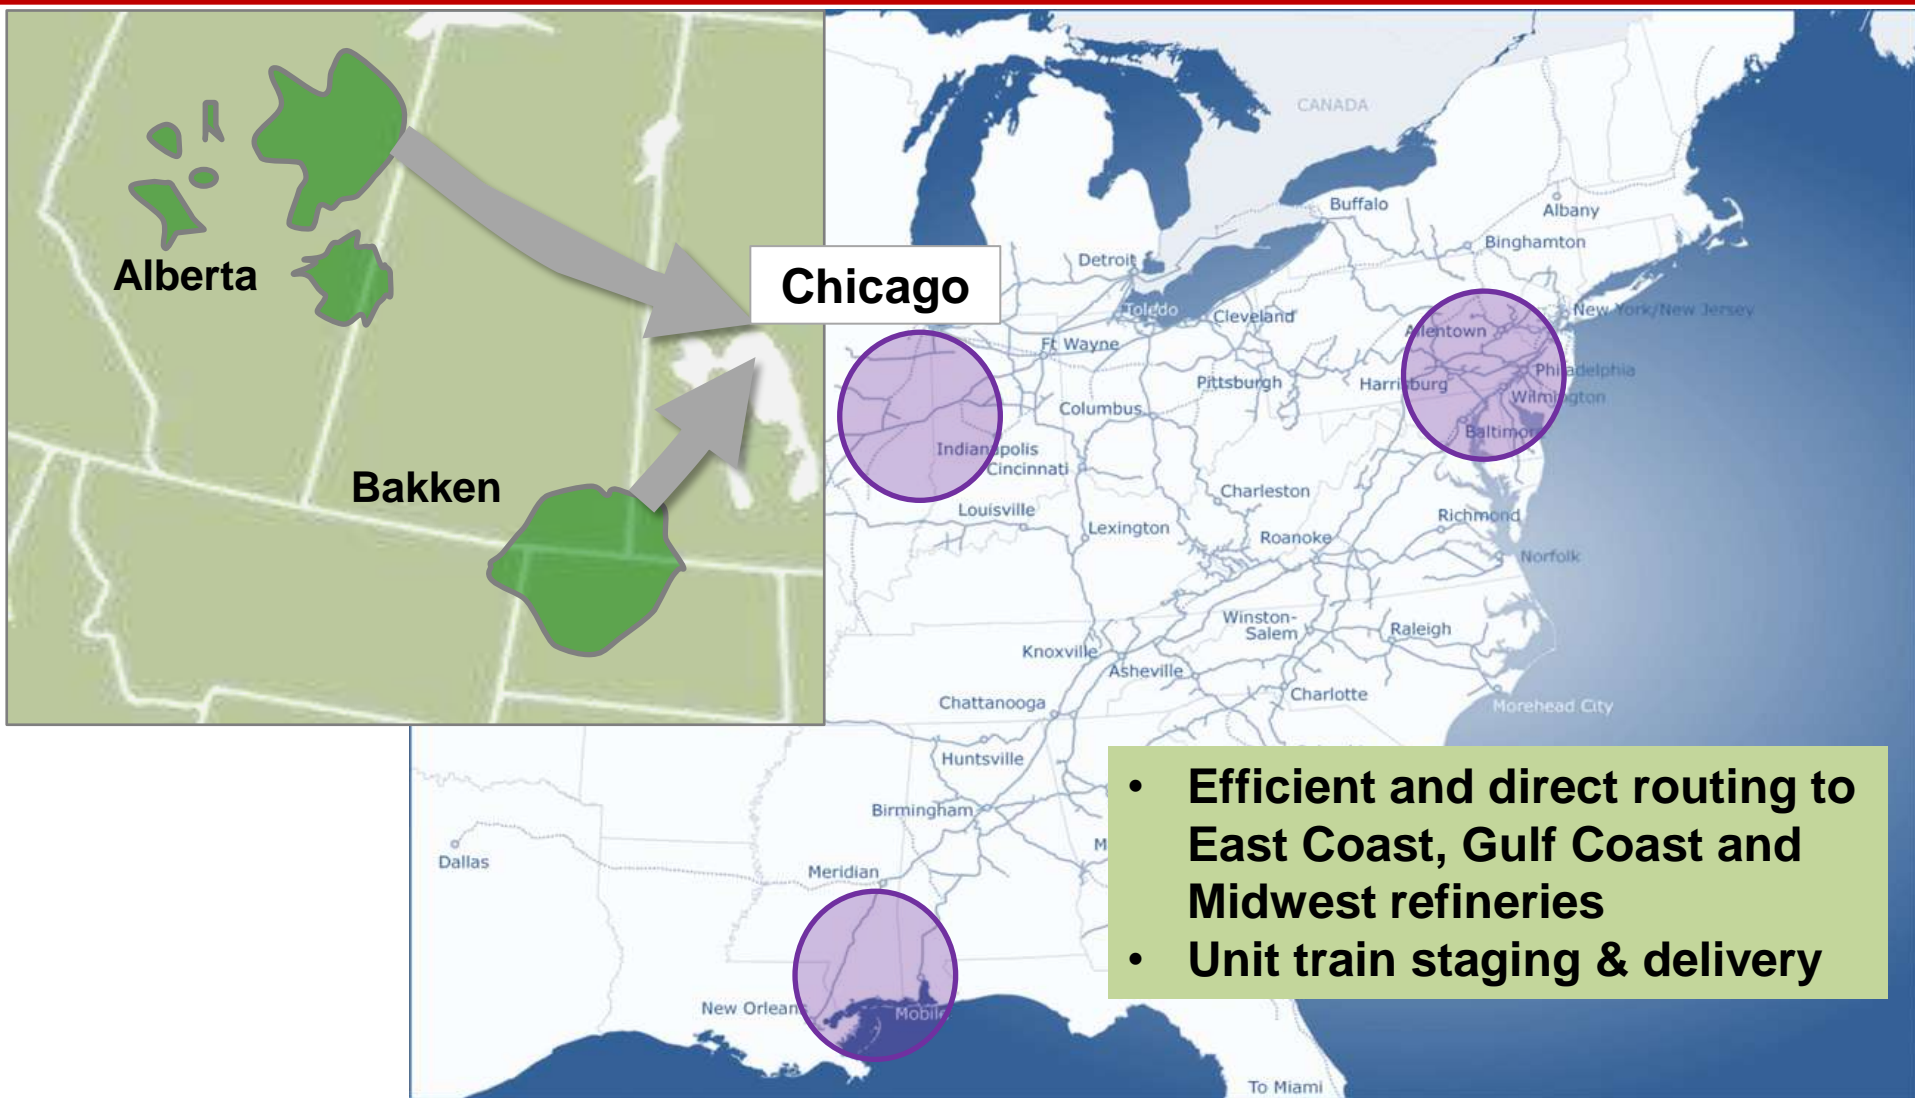 CANADA
Buffalo
Albany
Binghamton
Detroit
Alberta
Chicago
Toledo
Cleveland
New York/New Jersey
Allentown
Ft Wayne
Philadelphia
Pittsburgh
Harrisburg
Wilmington
Columbus
Baltimore
Indianapolis
Cincinnati
Bakken
Charleston
Louisville
Richmond
Lexington
Roanoke
Norfolk
Winston-
Salem
Raleigh
Knoxville
Asheville
Charlotte
Chattanooga
Morehead City
Huntsville
Birmingham
M
Dallas
Meridian
• Efficient and direct routing to
East Coast, Gulf Coast and
Midwest refineries
• Unit train staging & delivery
New Orleans
Mobile
To Miami